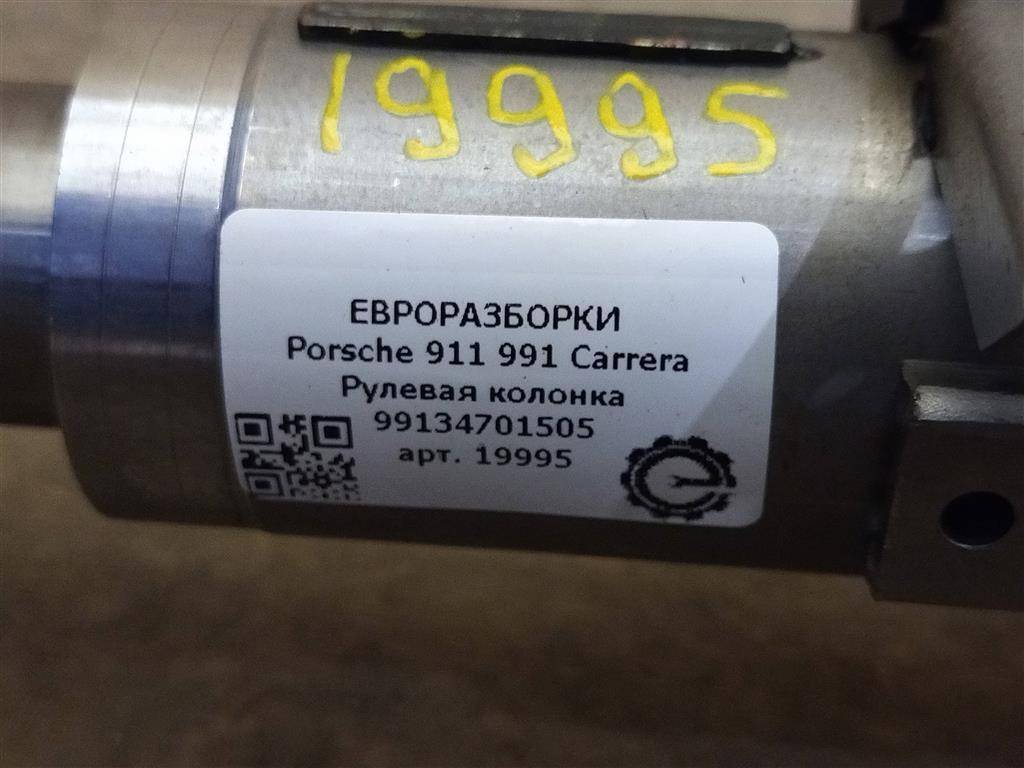 19995
ЕВРОРАЗБОРКИ
Porsche 911 991 Carrera
Рулевая колонка
99134701505
арт. 19995